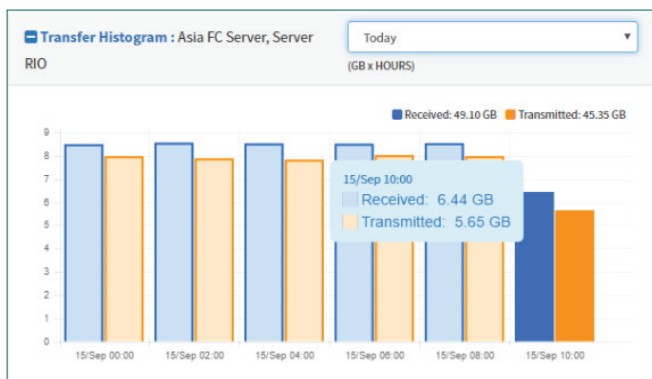 Transfer Histogram : Asia FC Server, Server
RIO
Today
(GB x HOURS)
Received: 49.10 GB Transmitted: 45.35 GB
9
8
7
6
5
4
3
2
1
0
15/Sep 10:00
Received: 6.44 GB
Transmitted: 5.65 GB
15/Sep 00:00 15/Sep 02:00 15/Sep 04:00 15/Sep 06:00 15/Sep 08:00 15/Sep 10:00